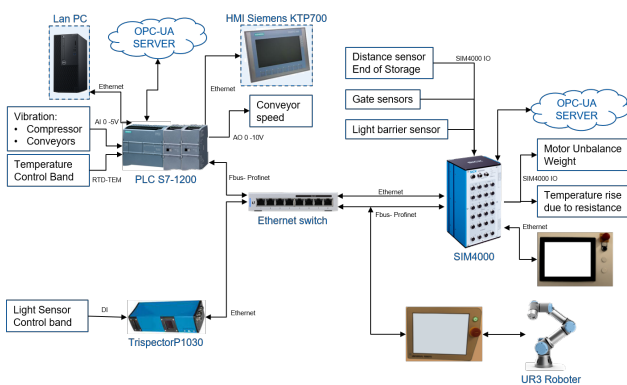 Lan PC
OPC-UA
SERVER
HMI Siemens KTP700
Ethernet
Ethernet
Vibration:
• Compressor
• Conveyors
AI 0 -5V
Temperature
Control Band
RTD-TEM
PLC S7-1200
Conveyor
speed
AO 0 -10V
Fbus- Profinet
Ethernet switch
Ethernet
Fbus- Profinet
Distance sensor
End of Storage
SIM4000 IO
Gate sensors
Light barrier sensor
OPC-UA
SERVER
Motor Unbalance
Weight
SIM4000 IO
Temperature rise
due to resistance
Ethernet
SIM4000
Light Sensor
Control band
DI
Ethernet
TrispectorP1030
UR3 Roboter